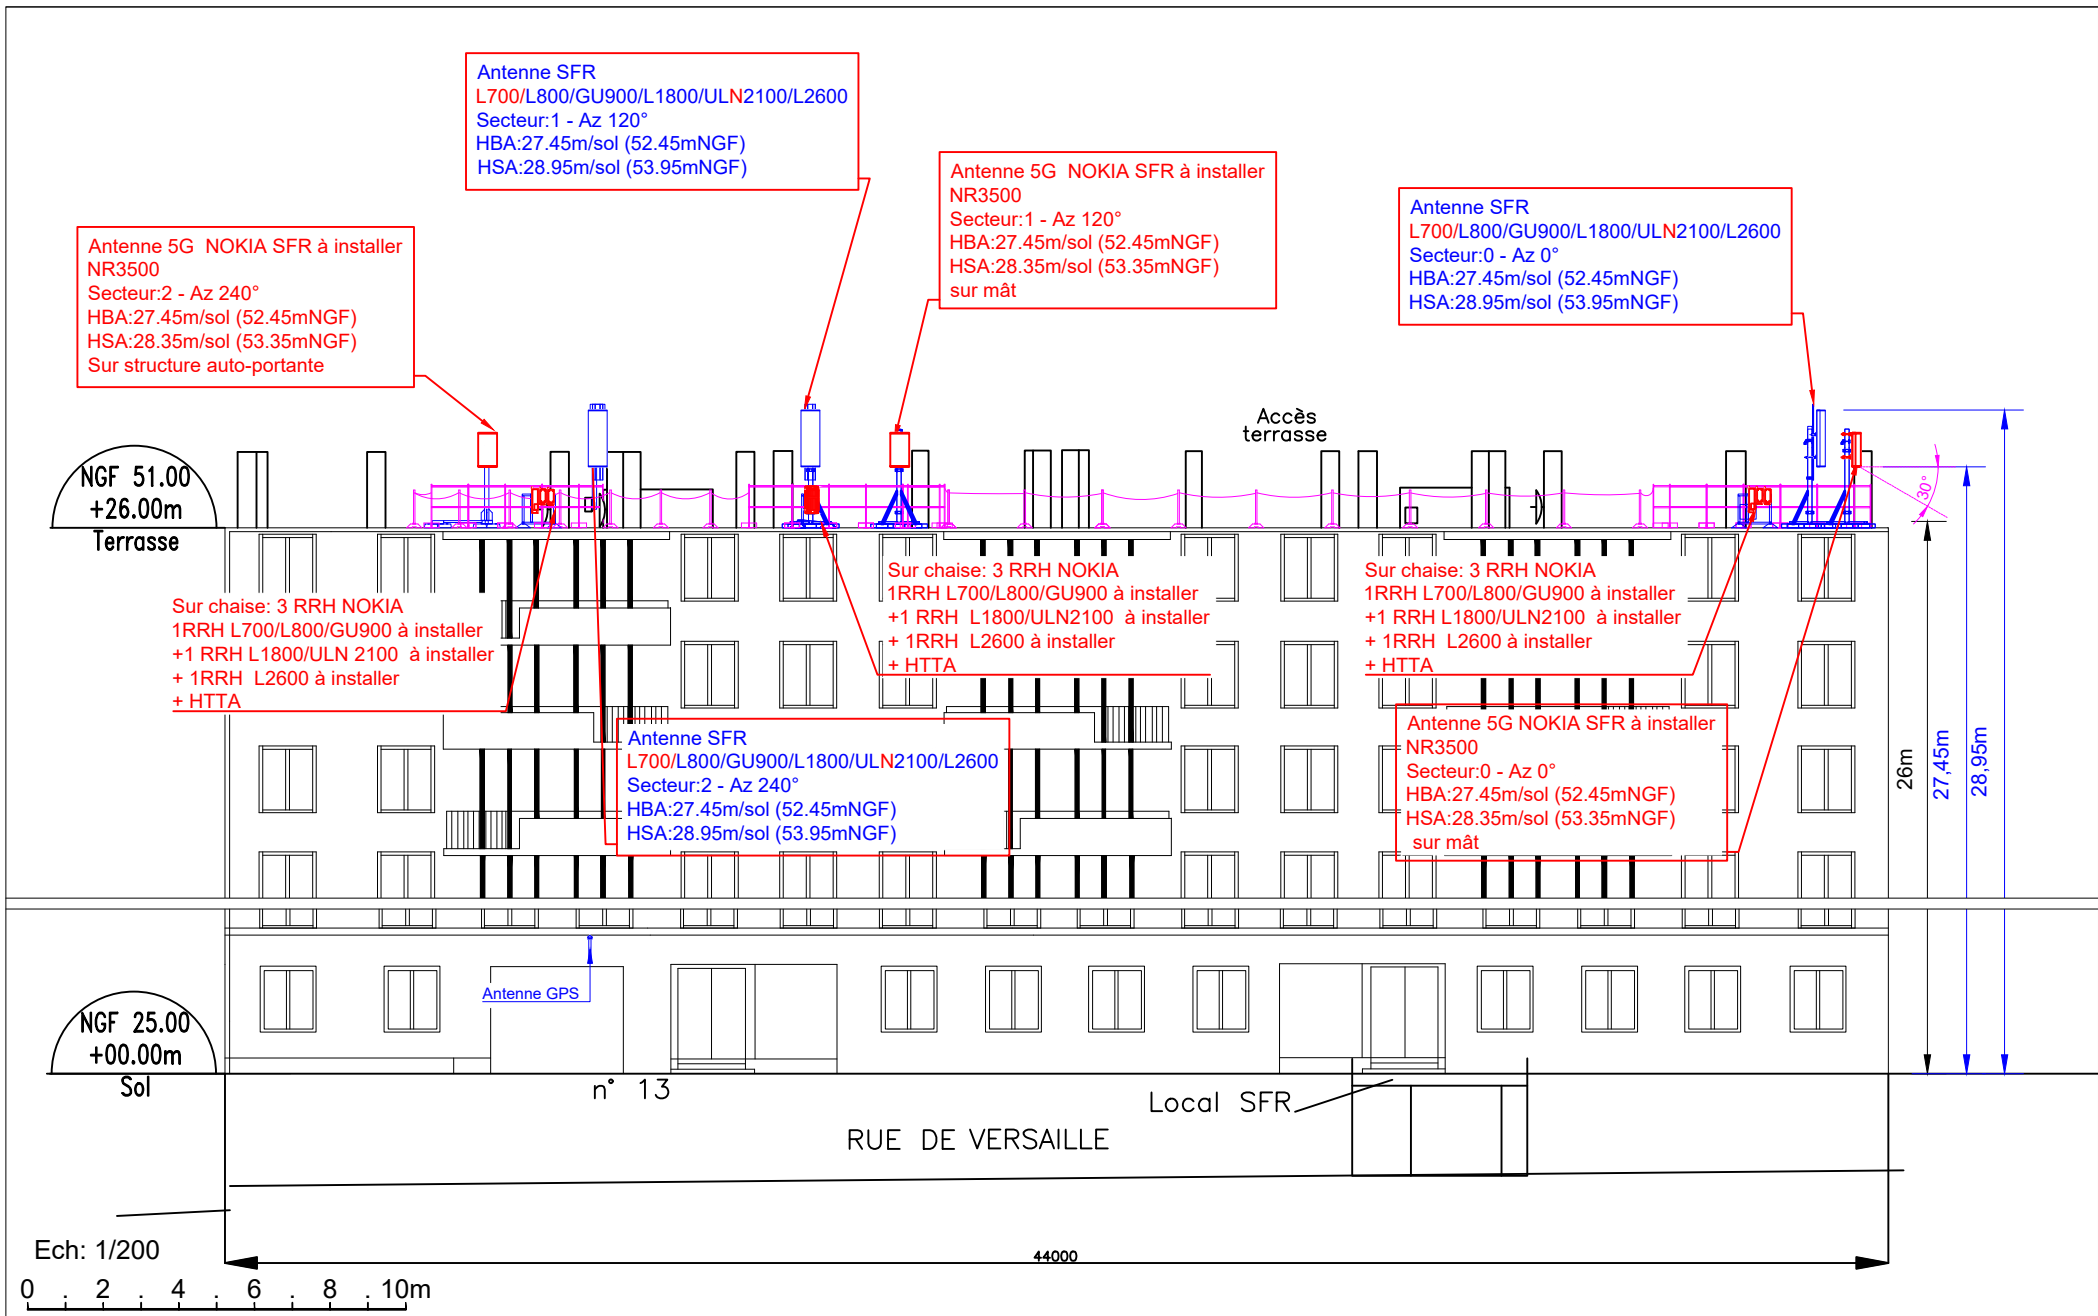 Antenne SFR
L700/L800/GU900/L1800/ULN2100/L2600
Secteur:1 - Az 120°
HBA:27.45m/sol (52.45mNGF)
HSA:28.95m/sol (53.95mNGF)
Antenne 5G  NOKIA SFR à installer
NR3500
Secteur:1 - Az 120°
HBA:27.45m/sol (52.45mNGF)
HSA:28.35m/sol (53.35mNGF)
sur mât
Antenne SFR
L700/L800/GU900/L1800/ULN2100/L2600
Secteur:0 - Az 0°
HBA:27.45m/sol (52.45mNGF)
HSA:28.95m/sol (53.95mNGF)
Antenne 5G  NOKIA SFR à installer
NR3500
Secteur:2 - Az 240°
HBA:27.45m/sol (52.45mNGF)
HSA:28.35m/sol (53.35mNGF)
Sur structure auto-portante
Accès
terrasse
NGF 51.00
+26.00m
Terrasse
30°
Sur chaise: 3 RRH NOKIA
1RRH L700/L800/GU900 à installer
+1 RRH L1800/ULN 2100  à installer
+ 1RRH  L2600 à installer
+ HTTA
Sur chaise: 3 RRH NOKIA
1RRH L700/L800/GU900 à installer
+1 RRH  L1800/ULN2100  à installer
+ 1RRH  L2600 à installer
+ HTTA
Sur chaise: 3 RRH NOKIA
1RRH L700/L800/GU900 à installer
+1 RRH L1800/ULN2100  à installer
+ 1RRH  L2600 à installer
+ HTTA
Antenne SFR
L700/L800/GU900/L1800/ULN2100/L2600
Secteur:2 - Az 240°
HBA:27.45m/sol (52.45mNGF)
HSA:28.95m/sol (53.95mNGF)
Antenne 5G NOKIA SFR à installer
NR3500
Secteur:0 - Az 0°
HBA:27.45m/sol (52.45mNGF)
HSA:28.35m/sol (53.35mNGF)
sur mât
26m
27,45m
28,95m
Antenne GPS
NGF 25.00
+00.00m
Sol
n° 13
Local SFR
RUE DE VERSAILLE
Ech: 1/200
44000
0 . 2 . 4 . 6 . 8 . 10m